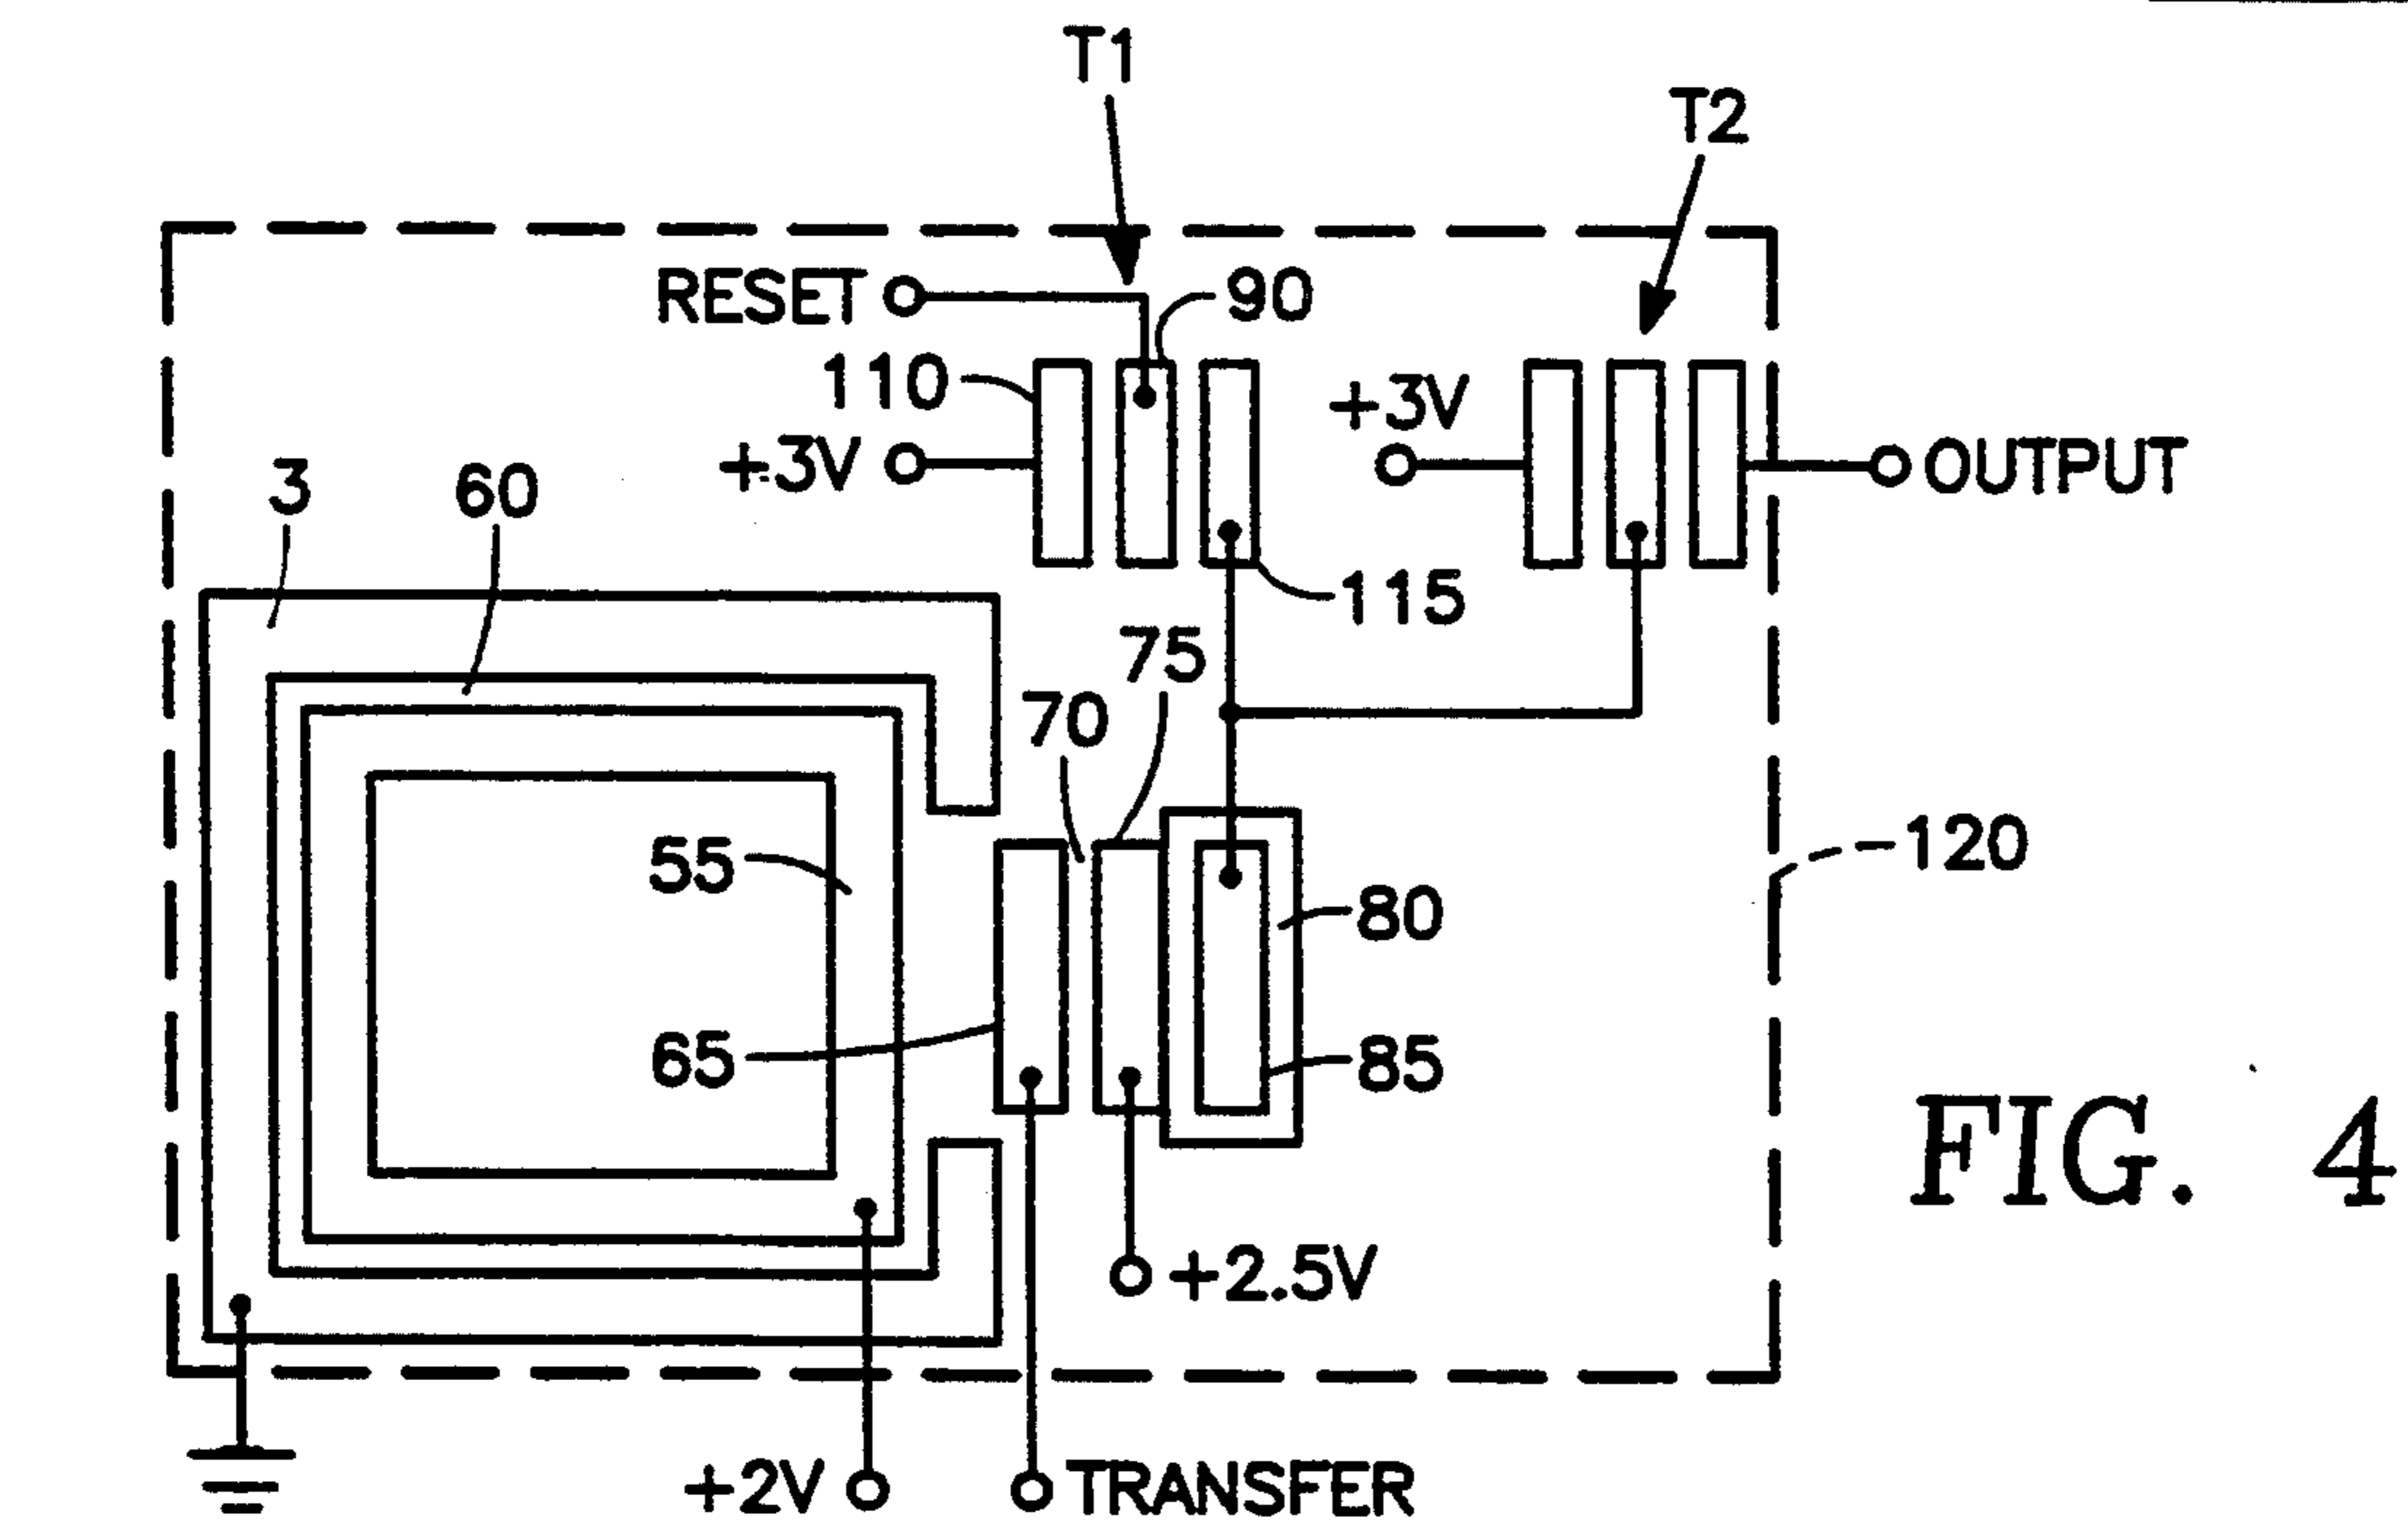 T1
T2
RESET
90
110
+3V
+3V
OUTPUT
3
60
115
75
70
55
120
80
65
85
+2.5V
FIG. 4
+2V
TRANSFER